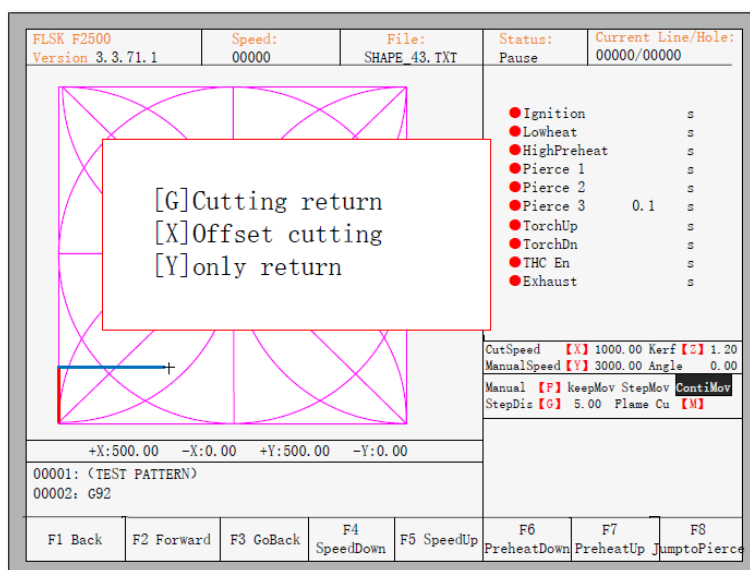 FLSK F2500 Speed: File: Status: Current Line/Hole:
Version 3.3.71.1 00000 SHAPE_43.TXT Pause 00000/00000
Ignition s
Lowheat s
HighPreheat s
Pierce 1 s
Pierce 2 s
Pierce 3 0.1 s
TorchUp s
TorchDn s
THC En s
Exhaust s
[G]Cutting return
[X]Offset cutting
[Y]only return
CutSpeed 【X】 1000.00 Kerf 【Z】 1.20
ManualSpeed 【Y】 3000.00 Angle 0.00
Manual 【F】 keepMov StepMov ContiMov
StepDis 【G】 5.00 Flame Cu 【M】
+X:500.00 -X:0.00 +Y:500.00 -Y:0.00
00001: (TEST PATTERN)
00002: G92
F1 Back F2 Forward F3 GoBack F4 SpeedDown F5 SpeedUp F6 PreheatDown F7 PreheatUp F8 JumptoPierce